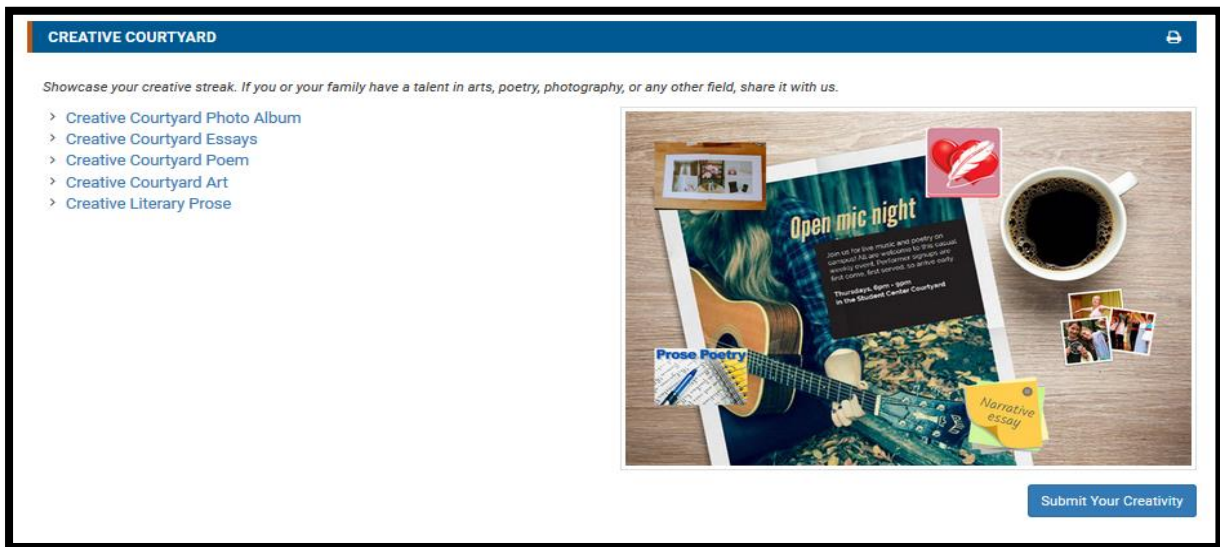 CREATIVE COURTYARD
Showcase your creative streak. If you or your family have a talent in arts, poetry, photography, or any other field, share it with us.
Creative Courtyard Photo Album
Creative Courtyard Essays
Creative Courtyard Poem
Creative Courtyard Art
Creative Literary Prose
Open mic night
Join us for live music and poetry on
campus! All are welcome to this casual
weekly event. Performer signups are
first come, first served, so arrive early
Thursdays, 6pm - 9pm
in the Student Center Courtyard
Prose Poetry
Narrative
essay
Submit Your Creativity